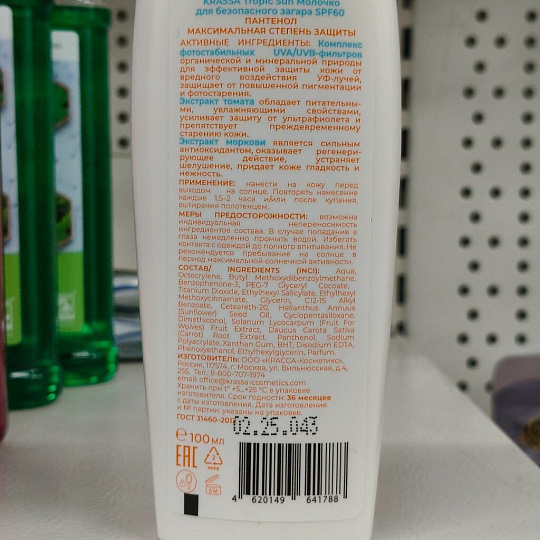 KRASSA Tropic Sun Молочко
для безопасного загара SPF60
ПАНТЕНОЛ
МАКСИМАЛЬНАЯ СТЕПЕНЬ ЗАЩИТЫ
АКТИВНЫЕ ИНГРЕДИЕНТЫ: Комплекс
фотостабильных UVA/UVB-фильтров
органической и минеральной природы
для эффективной защиты кожи от
вредного воздействия УФ-лучей,
защищает от повышенной пигментации
и фотостарения.
Экстракт томата обладает питательны-
ми, увлажняющими свойствами,
усиливает защиту от ультрафиолета и
препятствует преждевременному
старению кожи.
Экстракт моркови является сильным
антиоксидантом, оказывает регенери-
рующее действие, устраняет
шелушение, придает коже гладкость и
нежность.
ПРИМЕНЕНИЕ: нанести на кожу перед
выходом на солнце. Повторять нанесение
каждые 1,5-2 часа и/или после купания,
вытирания полотенцем.
МЕРЫ ПРЕДОСТОРОЖНОСТИ: возможна
индивидуальная непереносимость
ингредиентов состава. В случае попадания в
глаза немедленно промыть водой. Избегать
контакта с одеждой до полного впитывания. Не
рекомендуется пребывание на солнце в
период максимальной солнечной активности.
СОСТАВ/ INGREDIENTS (INCI): Aqua,
Octocrylene, Butyl Methoxydibenzoylmethane,
Benzophenone-3, PEG-7 Glyceryl Cocoate,
Titanium Dioxide, Ethylhexyl Salicylate, Ethylhexyl
Methoxycinnamate, Glycerin, C12-15 Alkyl
Benzoate, Ceteareth-20, Helianthus Annuus
(Sunflower) Seed Oil, Cyclopentasiloxane,
Dimethiconol, Solanum Lycopersicum (Fruit For
Wolves) Fruit Extract, Daucus Carota Sativa
(Carrot) Root Extract, Panthenol, Sodium
Polyacrylate, Xanthan Gum, BHT, Disodium EDTA,
Phenoxyethanol, Ethylhexylglycerin, Parfum.
ИЗГОТОВИТЕЛЬ: ООО «КРАССА-Косметикс»,
Россия, 117574, г. Москва, ул. Вильнюсская, д.4,
255. Тел.: 8-800-707-1974
email: office@krassa-cosmetics.com
Хранить при t° +5...+25 °C в упаковке
изготовителя. Срок годности: 36 месяцев
с даты изготовления. Дата изготовления
и № партии: указаны на упаковке.
ГОСТ 31460-201
02.25.043
℮ 100 мл
EAC
2
12M
4 620149 641788